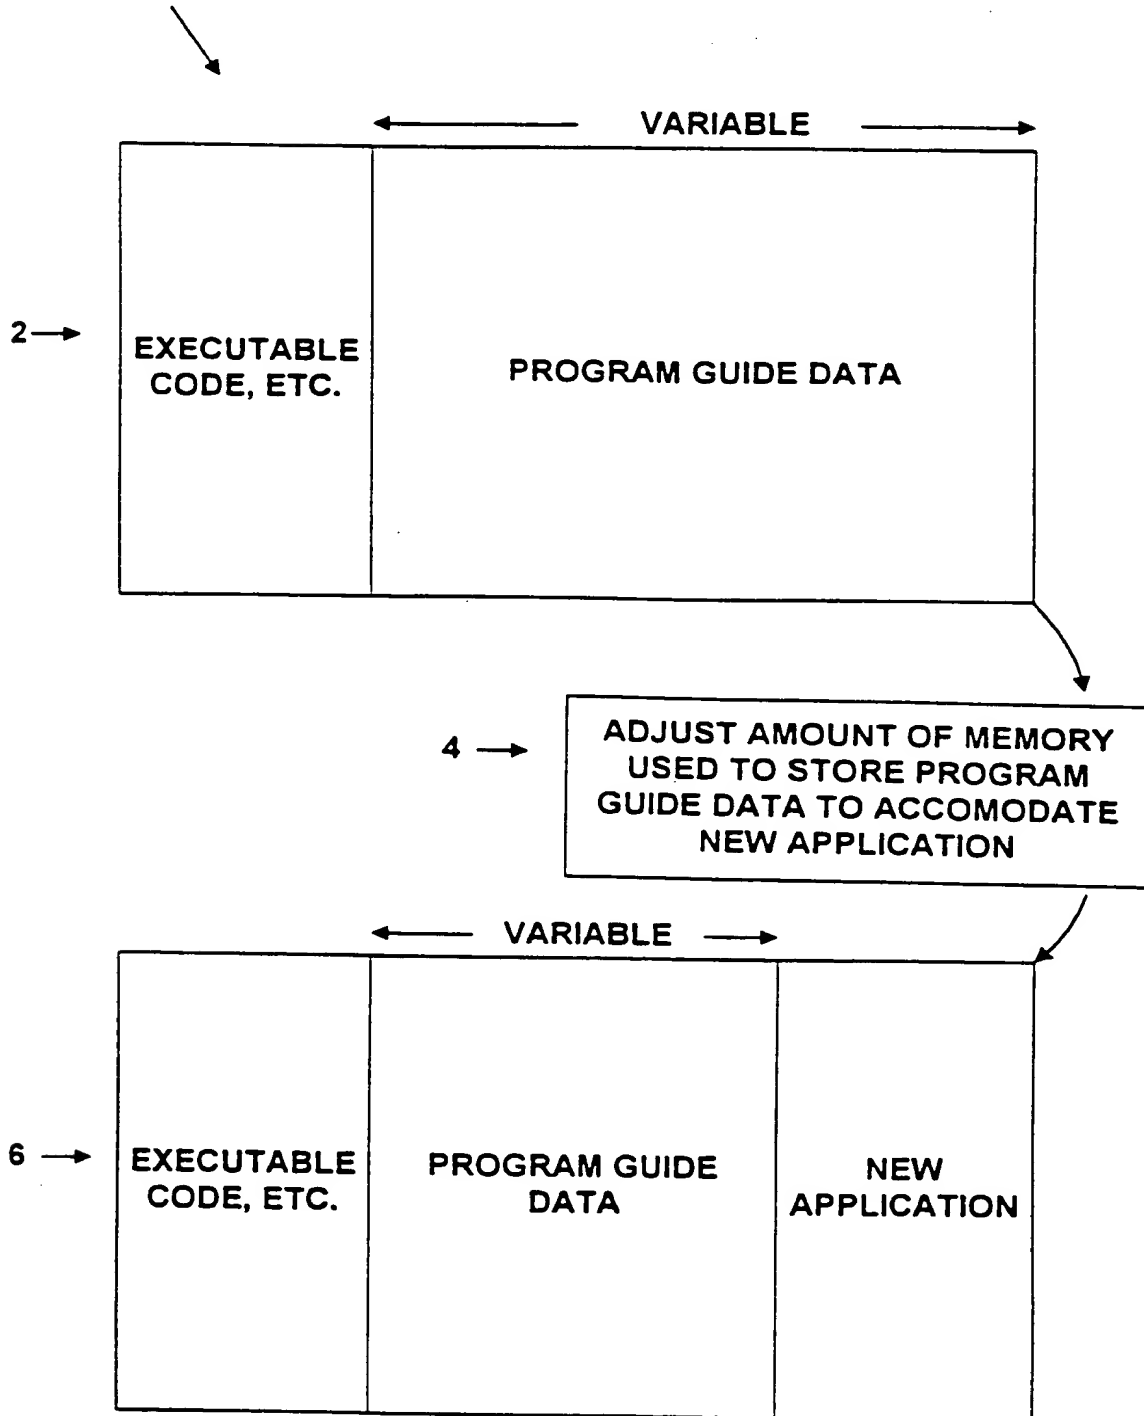 VARIABLE
2
EXECUTABLE
CODE, ETC.
PROGRAM GUIDE DATA
4
ADJUST AMOUNT OF MEMORY
USED TO STORE PROGRAM
GUIDE DATA TO ACCOMODATE
NEW APPLICATION
VARIABLE
6
EXECUTABLE
CODE, ETC.
PROGRAM GUIDE
DATA
NEW
APPLICATION